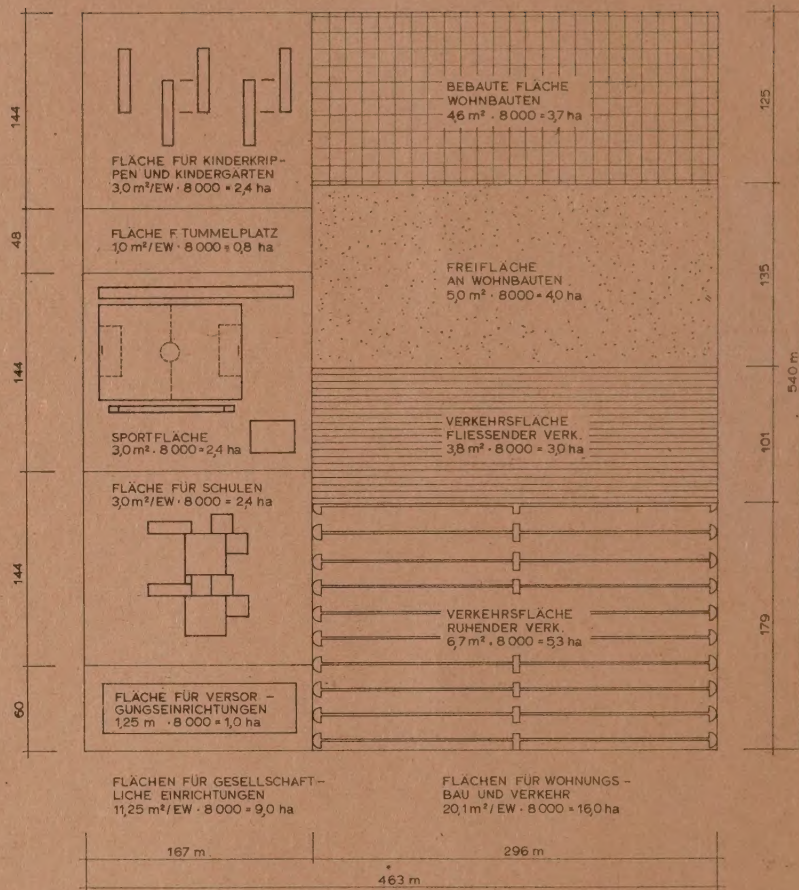 144
48
144
144
60
FLÄCHE FÜR KINDERKRIP-
PEN UND KINDERGÄRTEN
3,0 m²/EW · 8 000 = 2,4 ha
FLÄCHE F. TUMMELPLATZ
1,0 m²/EW · 8 000 = 0,8 ha
SPORTFLÄCHE
3,0 m² · 8 000 = 2,4 ha
FLÄCHE FÜR SCHULEN
3,0 m²/EW · 8 000 = 2,4 ha
FLÄCHE FÜR VERSOR-
GUNGSEINRICHTUNGEN
1,25 m · 8 000 = 1,0 ha
BEBAUTE FLÄCHE
WOHNBAUTEN
4,6 m² · 8 000 = 3,7 ha
FREIFLÄCHE
AN WOHNBAUTEN
5,0 m² · 8000 = 4,0 ha
VERKEHRSFLÄCHE
FLIESSENDER VERK.
3,8 m² · 8 000 = 3,0 ha
VERKEHRSFLÄCHE
RUHENDER VERK.
6,7 m² · 8 000 = 5,3 ha
125
135
101
179
540 m
FLÄCHEN FÜR GESELLSCHAFT-
LICHE EINRICHTUNGEN
11,25 m²/EW · 8 000 = 9,0 ha
FLÄCHEN FÜR WOHNUNGS-
BAU UND VERKEHR
20,1 m²/EW · 8 000 = 16,0 ha
167 m
296 m
463 m